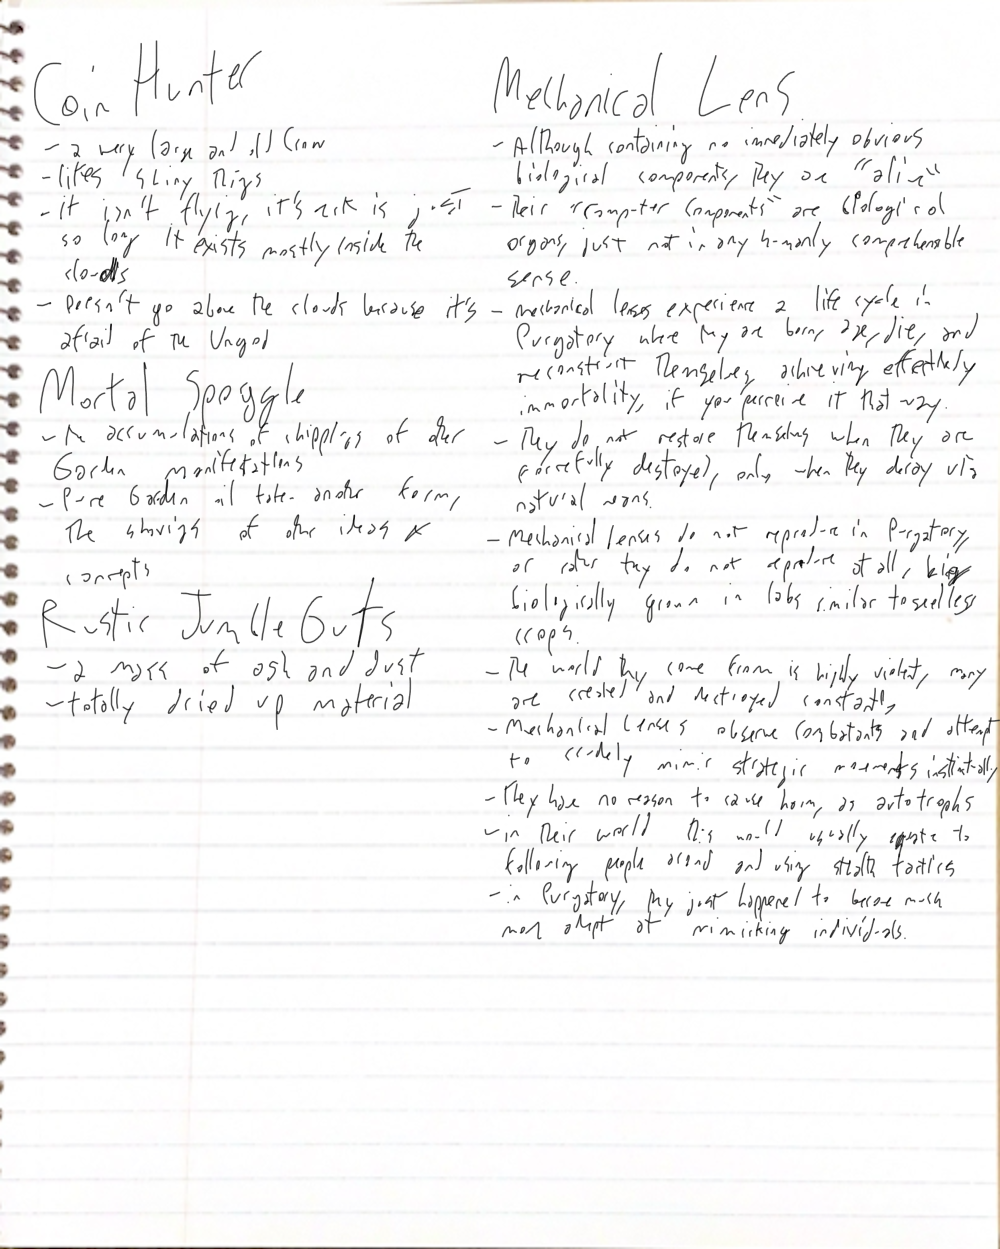 Coin Hunter
- a very large and old Crow
- likes "shiny things
- it isn't flying, it's neck is just
so long it exists mostly inside the
clouds
- Doesn't go above the clouds because it's
afraid of the Ungod
Mortal Spoggle
- An accumulations of chippings of other
Garden manifestations
- Pure Garden oil takes another form,
the shavings of other ideas &
concepts
Rustic Jumble Guts
- a mass of ash and dust
- totally dried up material
Mechanical Lens
- Although containing no immediately obvious
biological components, they are "alive"
- Their "computer components" are biological
organs, just not in any humanly comprehensible
sense.
- mechanical lenses experience a life cycle in
Purgatory where they are born, age, die, and
reconstruct themselves, achieving effectively
immortality, if you perceive it that way.
- They do not restore themselves when they are
forcefully destroyed, only when they decay via
natural means.
- Mechanical lenses do not reproduce in Purgatory,
or rather they do not reproduce at all,
biologically grown in labs similar to seedless
crops.
- The world they come from is highly violent, many
are created and destroyed constantly
- Mechanical Lenses observe combatants and attempt
to crudely mimic strategic movements instinctually
- They have no reason to cause harm, as autotrophs
- in their world this would usually equate to
following people around and using stealth tactics
- in Purgatory, they just happened to become much
more adept at mimicking individuals.